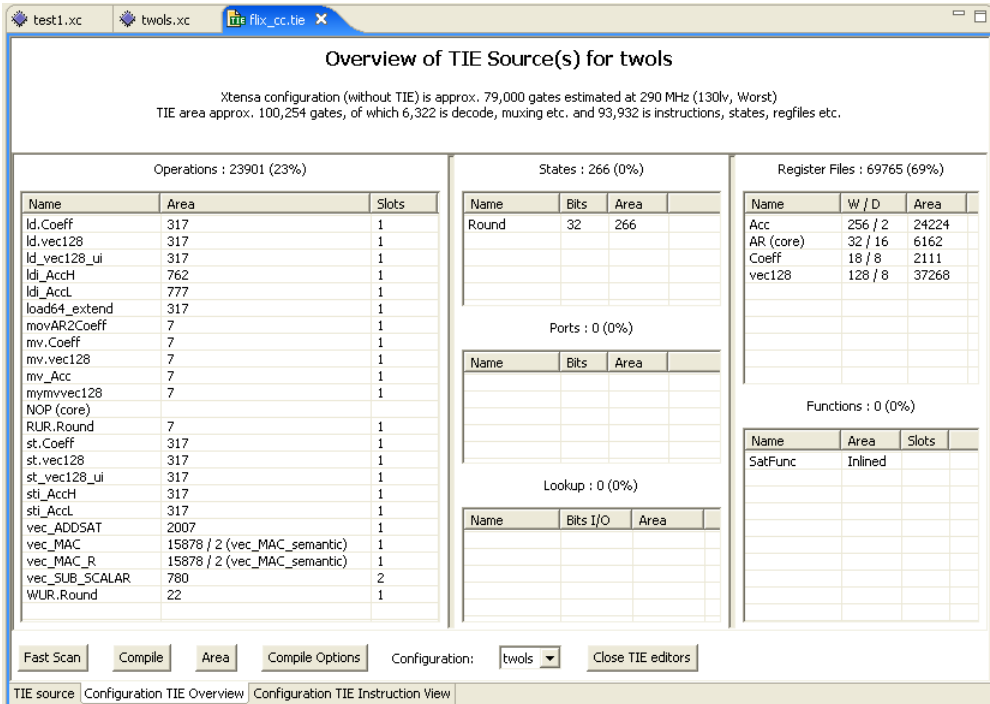 test1.xc twols.xc TIE flix_cc.tie
Overview of TIE Source(s) for twols
Xtensa configuration (without TIE) is approx. 79,000 gates estimated at 290 MHz (130lv, Worst)
TIE area approx. 100,254 gates, of which 6,322 is decode, muxing etc. and 93,932 is instructions, states, regfiles etc.
Operations : 23901 (23%)
Name Area Slots
ld.Coeff 317 1
ld.vec128 317 1
ld_vec128_ui 317 1
ldi_AccH 762 1
ldi_AccL 777 1
load64_extend 317 1
movAR2Coeff 7 1
mv.Coeff 7 1
mv.vec128 7 1
mv_Acc 7 1
mymvvec128 7 1
NOP (core)
RUR.Round 7 1
st.Coeff 317 1
st.vec128 317 1
st_vec128_ui 317 1
sti_AccH 317 1
sti_AccL 317 1
vec_ADDSAT 2007 1
vec_MAC 15878 / 2 (vec_MAC_semantic) 1
vec_MAC_R 15878 / 2 (vec_MAC_semantic) 1
vec_SUB_SCALAR 780 2
WUR.Round 22 1
States : 266 (0%)
Name Bits Area
Round 32 266
Ports : 0 (0%)
Name Bits Area
Lookup : 0 (0%)
Name Bits I/O Area
Register Files : 69765 (69%)
Name W / D Area
Acc 256 / 2 24224
AR (core) 32 / 16 6162
Coeff 18 / 8 2111
vec128 128 / 8 37268
Functions : 0 (0%)
Name Area Slots
SatFunc Inlined
Fast Scan Compile Area Compile Options Configuration: twols Close TIE editors
TIE source Configuration TIE Overview Configuration TIE Instruction View